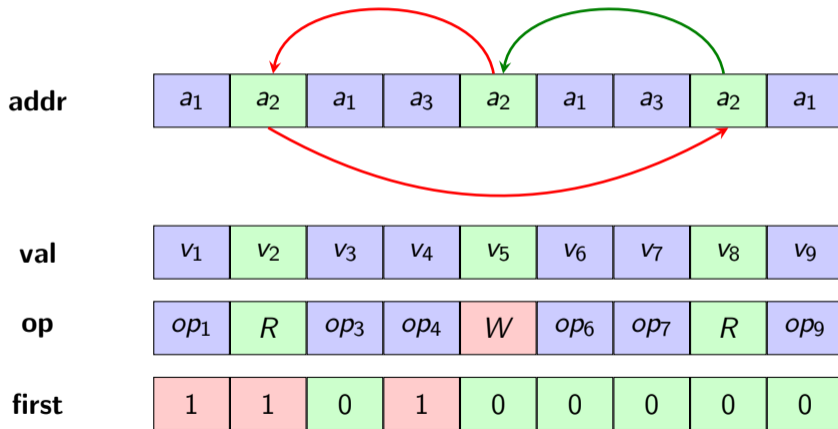 addr a₁ a₂ a₁ a₃ a₂ a₁ a₃ a₂ a₁
val v₁ v₂ v₃ v₄ v₅ v₆ v₇ v₈ v₉
op op₁ R op₃ op₄ W op₆ op₇ R op₉
first 1 1 0 1 0 0 0 0 0